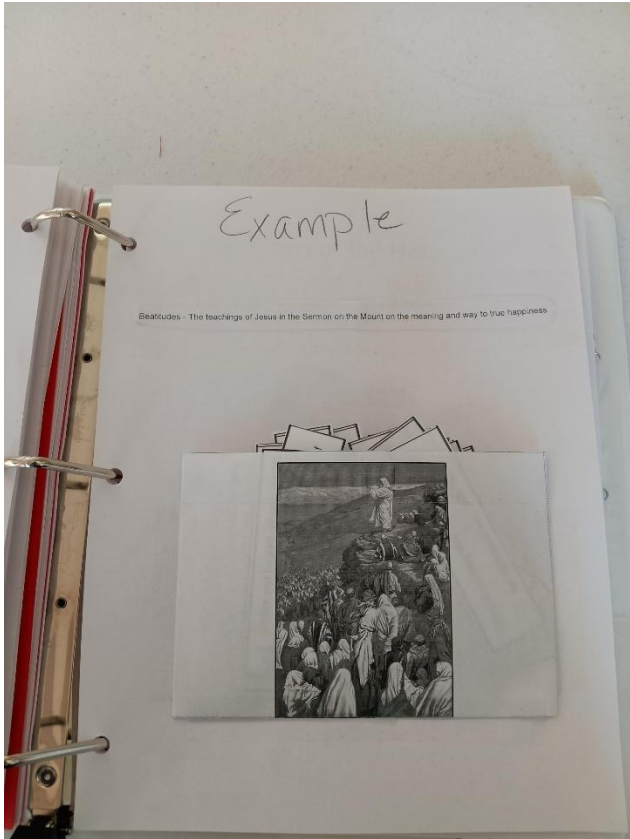 Example
Beatitudes - The teachings of Jesus in the Sermon on the Mount on the meaning and way to true happiness